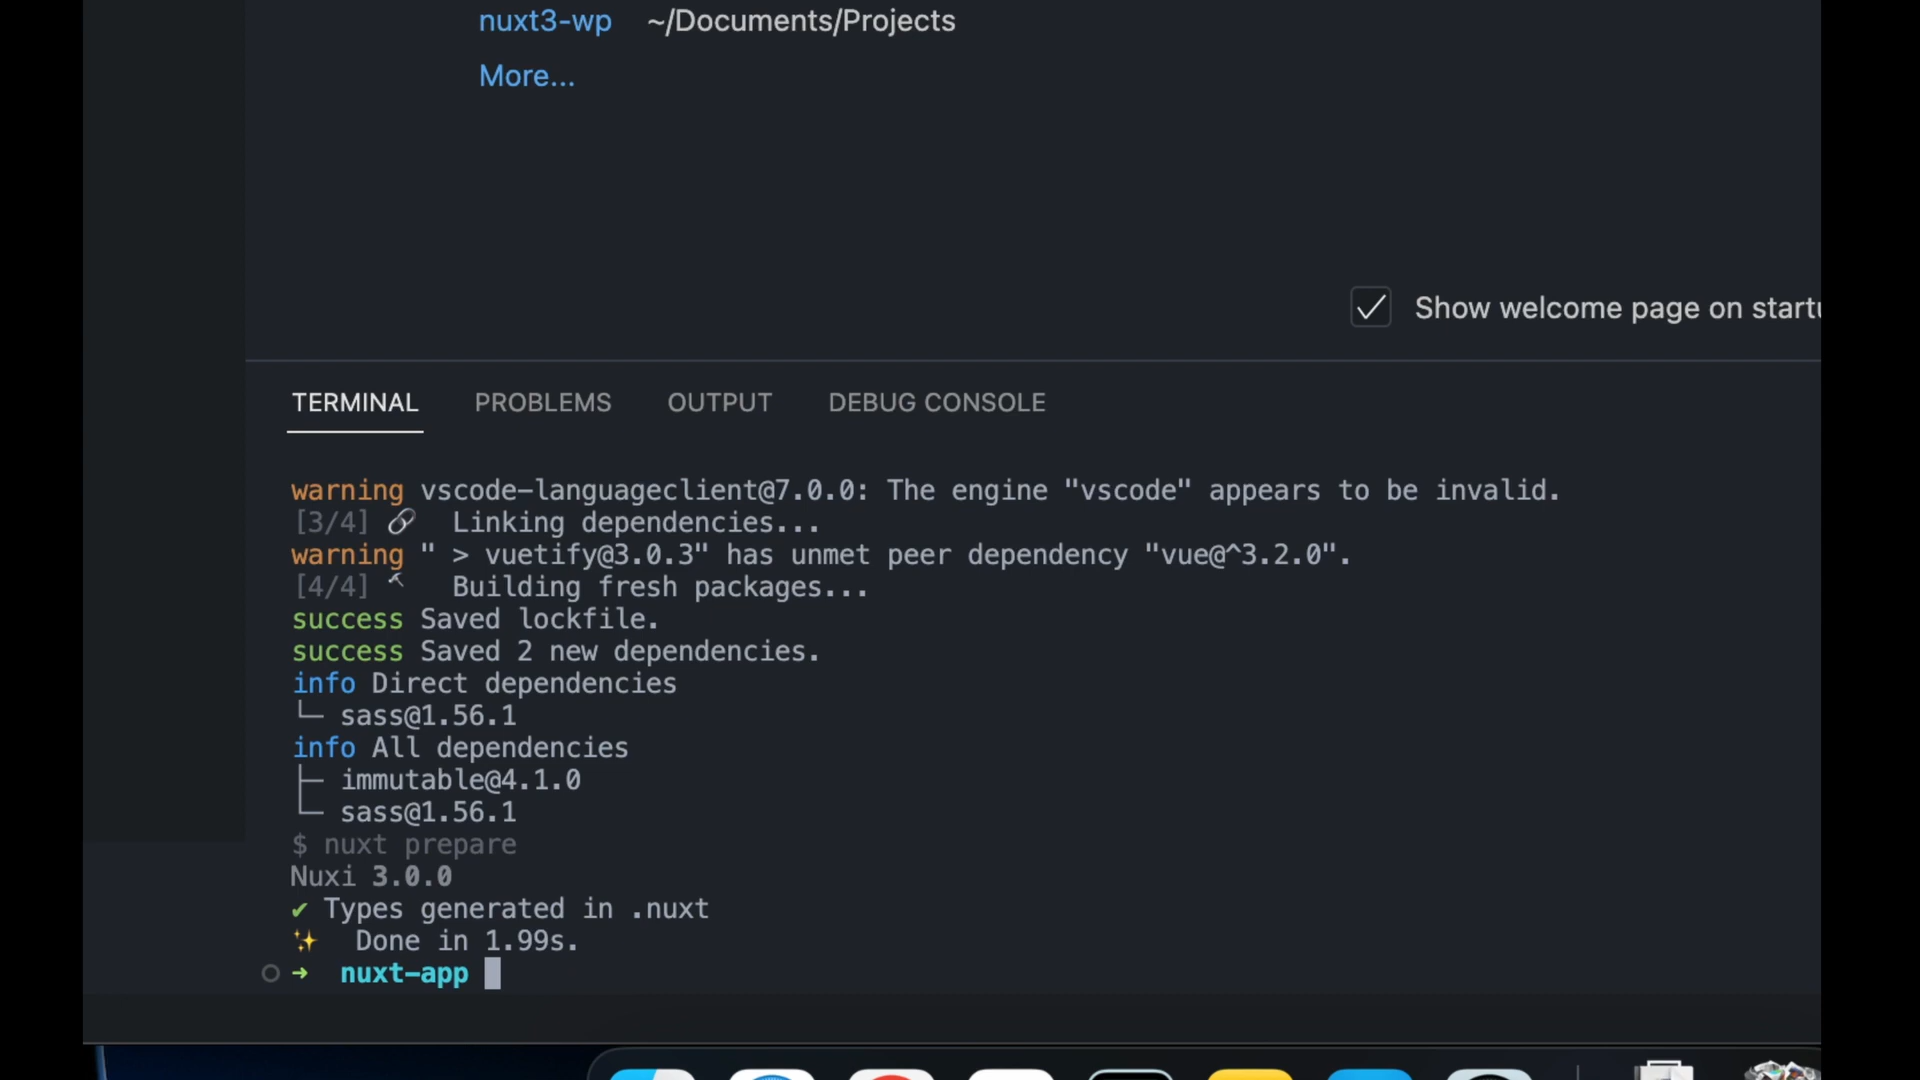 nuxt3-wp ~/Documents/Projects
More...
Show welcome page on startu
TERMINAL PROBLEMS OUTPUT DEBUG CONSOLE
warning vscode-languageclient@7.0.0: The engine "vscode" appears to be invalid.
[3/4] 🔗 Linking dependencies...
warning " > vuetify@3.0.3" has unmet peer dependency "vue@^3.2.0".
[4/4] 🔨 Building fresh packages...
success Saved lockfile.
success Saved 2 new dependencies.
info Direct dependencies
└─ sass@1.56.1
info All dependencies
├─ immutable@4.1.0
└─ sass@1.56.1
$ nuxt prepare
Nuxi 3.0.0
✔ Types generated in .nuxt
✨ Done in 1.99s.
➜ nuxt-app